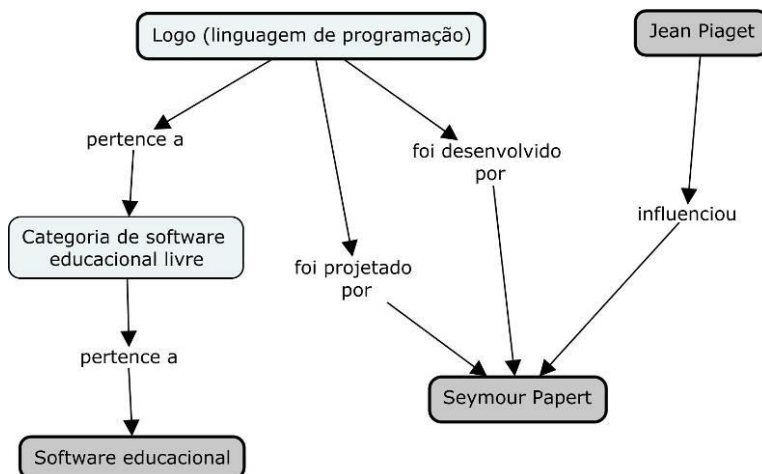 Logo (linguagem de programação)
Jean Piaget
pertence a
foi desenvolvido
por
influenciou
Categoria de software
educacional livre
foi projetado
por
pertence a
Seymour Papert
Software educacional